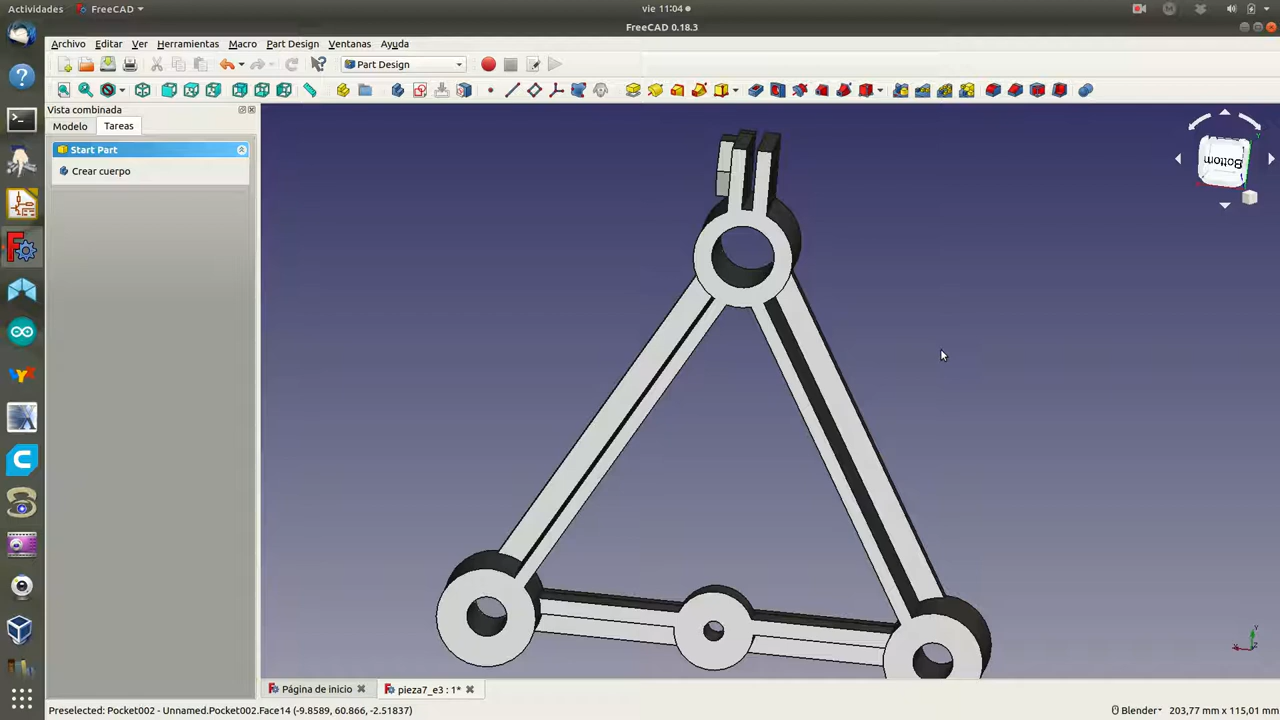 Actividades FreeCAD vie 11:04
FreeCAD 0.18.3
Archivo Editar Ver Herramientas Macro Part Design Ventanas Ayuda
Part Design
Vista combinada
Modelo Tareas
Start Part
Crear cuerpo
Bottom
Página de inicio pieza7_e3 : 1*
Preselected: Pocket002 - Unnamed.Pocket002.Face14 (-9.8589, 60.866, -2.51837) Blender 203,77 mm x 115,01 mm